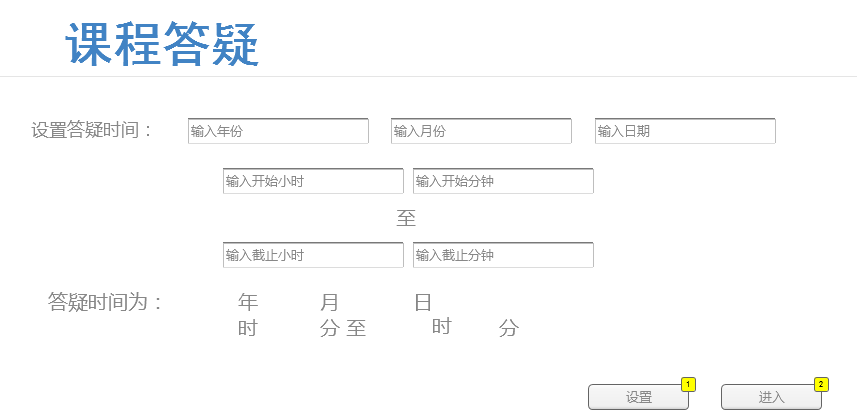 课程答疑
设置答疑时间：
输入年份 输入月份 输入日期
输入开始小时 输入开始分钟
至
输入截止小时 输入截止分钟
答疑时间为： 年 月 日
时 分 至 时 分
设置 1 进入 2